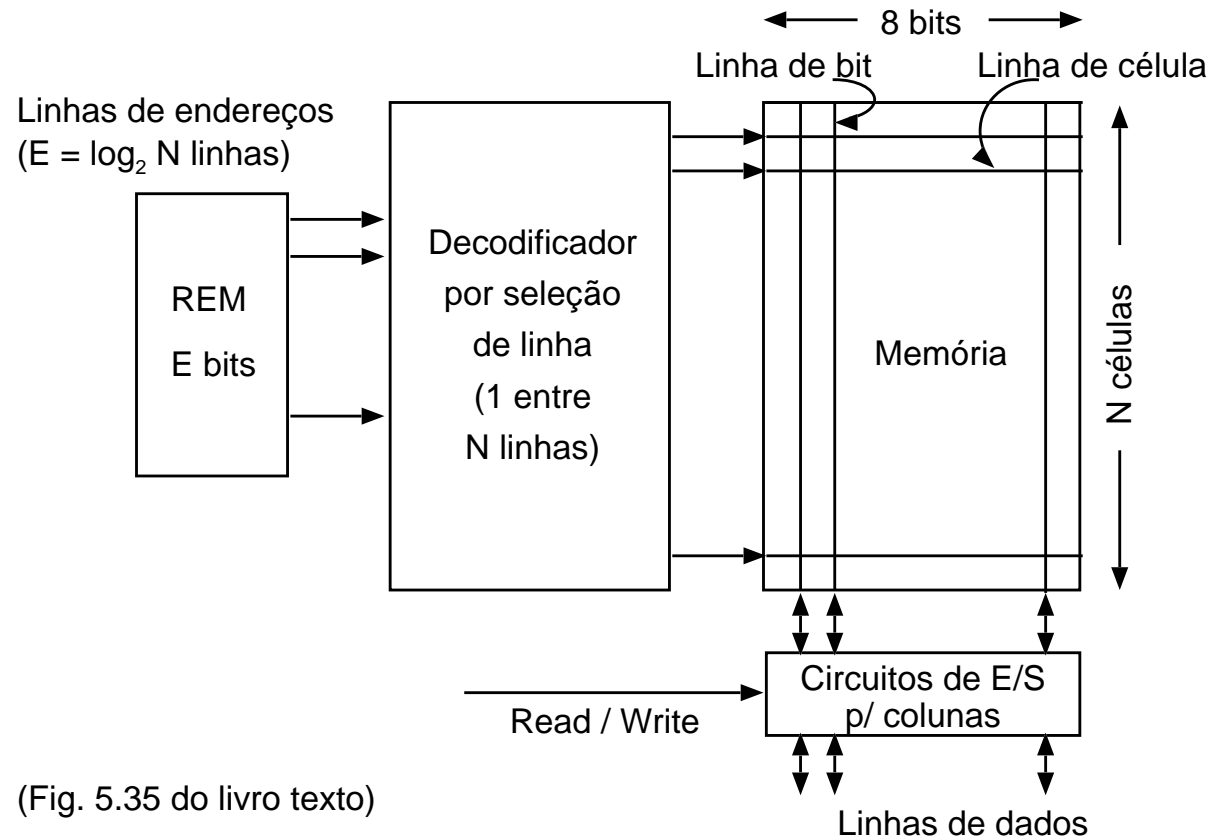 8 bits
Linha de bit
Linha de célula
Linhas de endereços
(E = log₂ N linhas)
REM
E bits
Decodificador
por seleção
de linha
(1 entre
N linhas)
Memória
N células
Circuitos de E/S
p/ colunas
Read / Write
(Fig. 5.35 do livro texto)
Linhas de dados